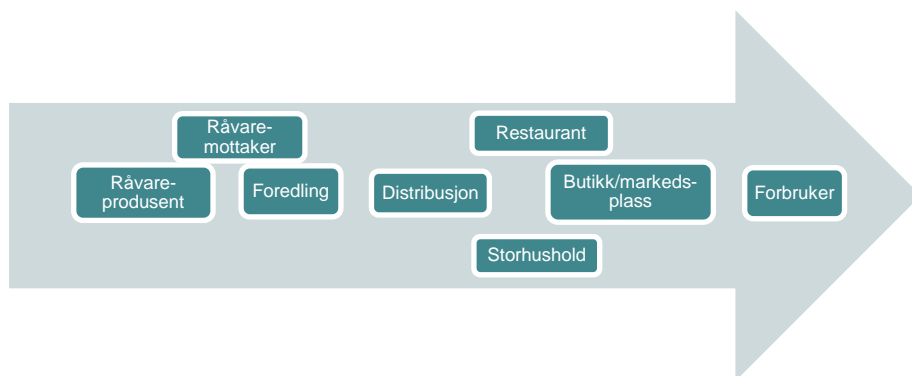 Råvare-
mottaker
Råvare-
produsent
Foredling
Distribusjon
Restaurant
Butikk/markeds-
plass
Storhushold
Forbruker